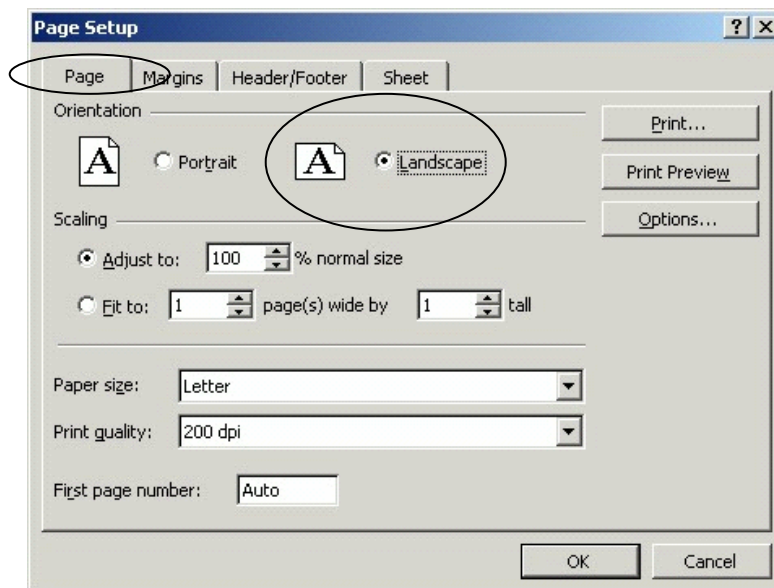 Page Setup
Page Margins Header/Footer Sheet
Orientation
A Portrait A Landscape
Print...
Print Preview
Options...
Scaling
Adjust to: 100 % normal size
Fit to: 1 page(s) wide by 1 tall
Paper size: Letter
Print quality: 200 dpi
First page number: Auto
OK Cancel